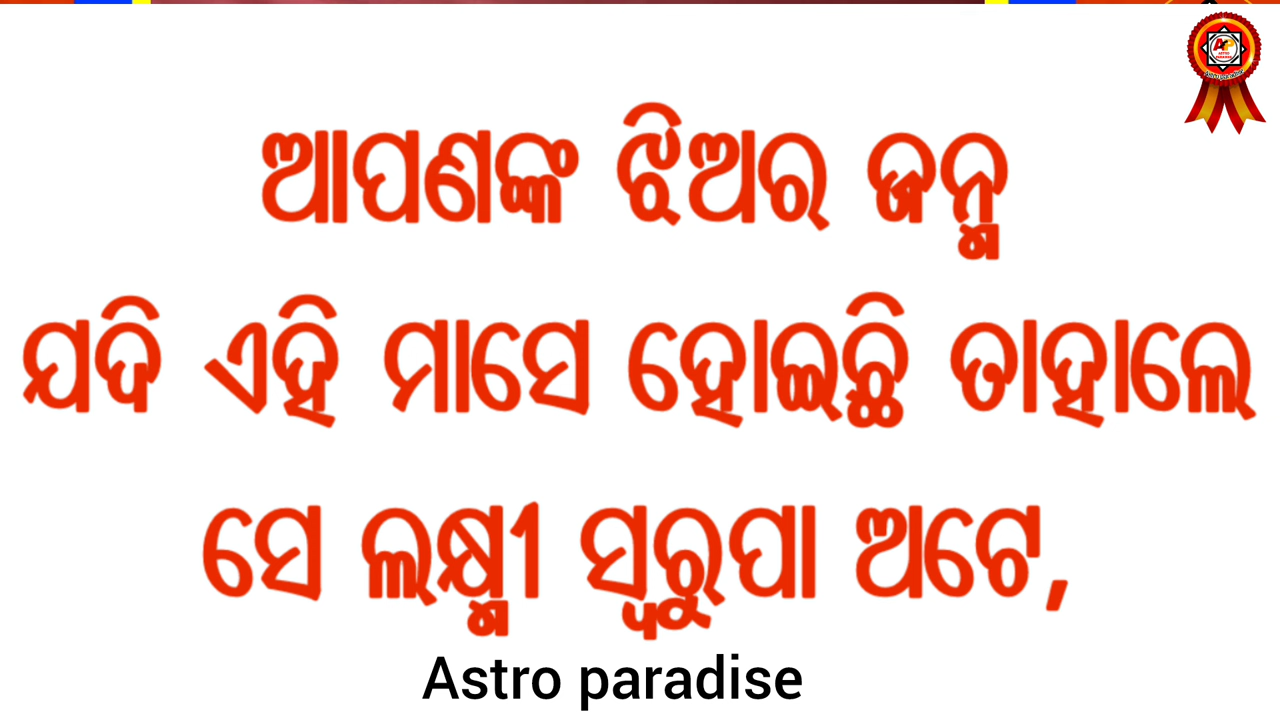 ଆପଣଙ୍କ ଝିଅର ଜନ୍ମ
ଯଦି ଏହି ମାସେ ହୋଇଛି ତାହାଲେ
ସେ ଲକ୍ଷ୍ମୀ ସ୍ୱରୁପା ଅଟେ,
Astro paradise